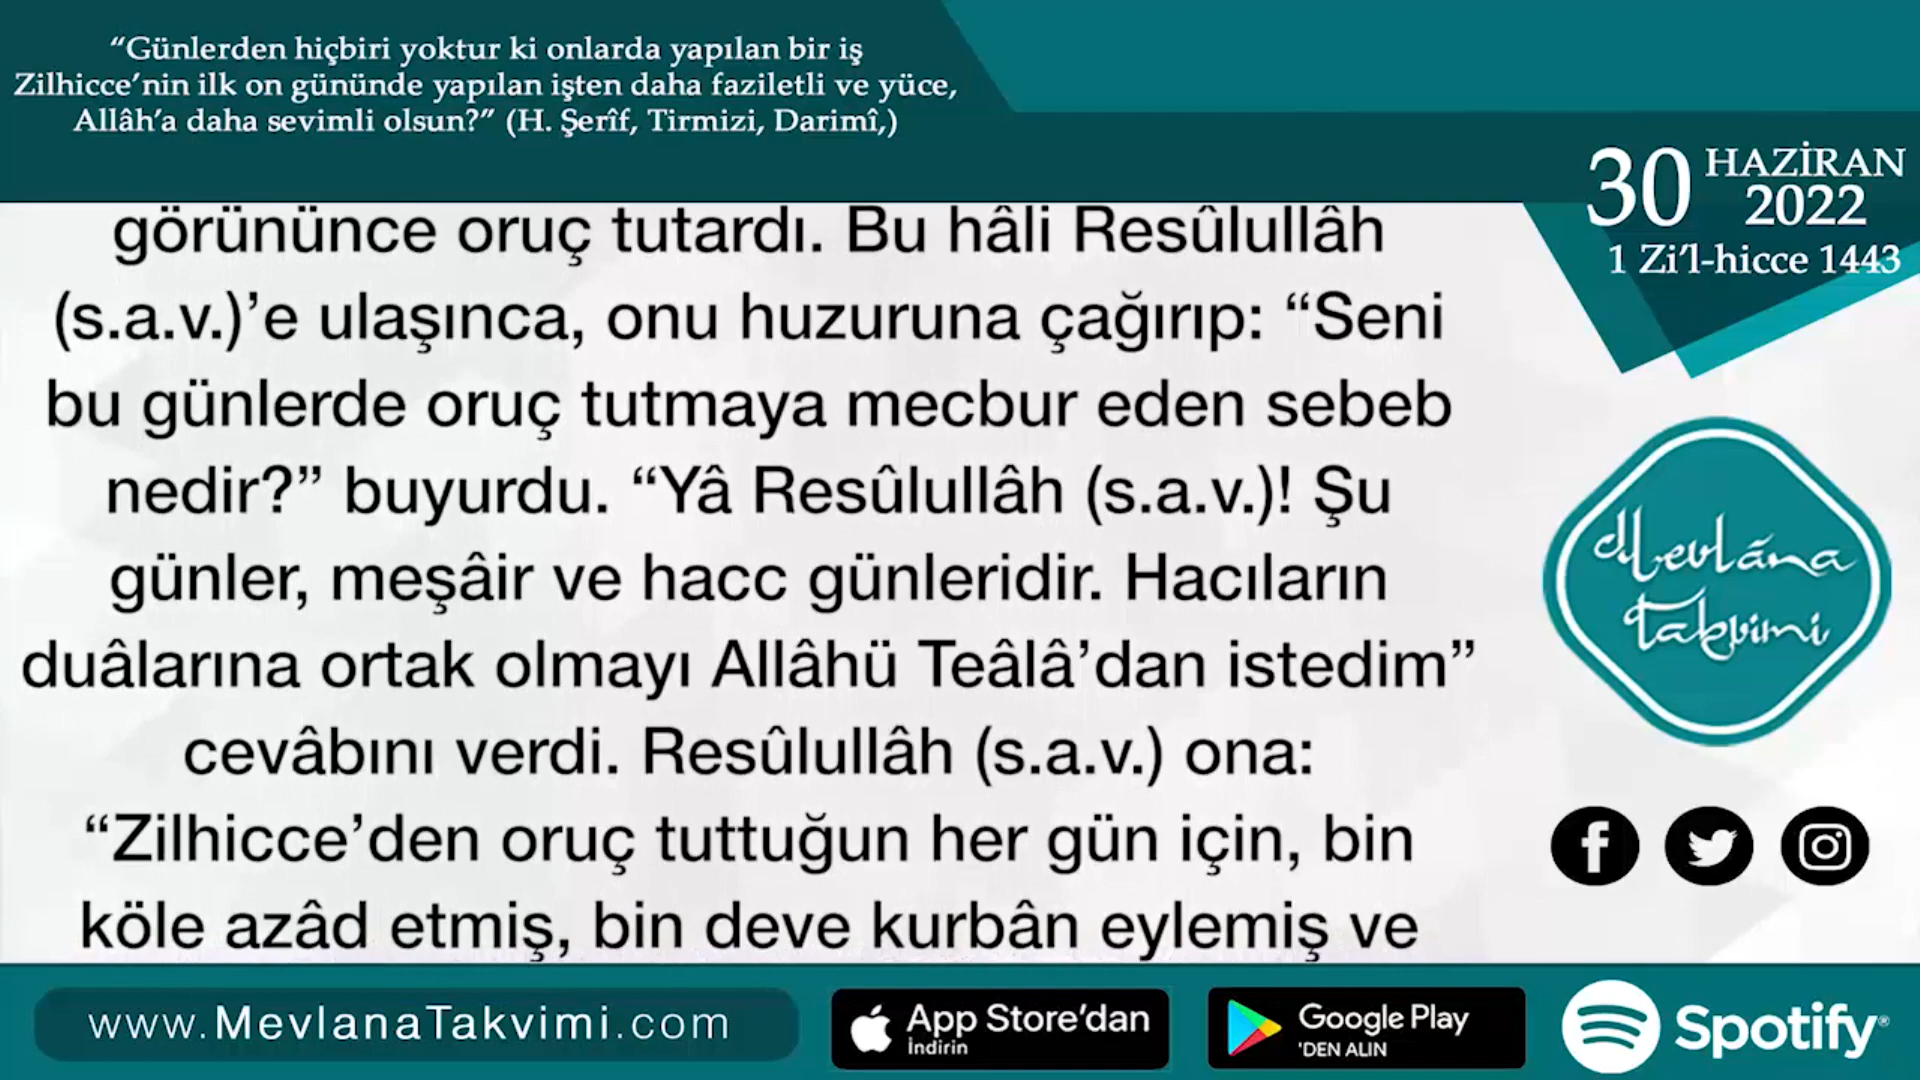 “Günlerden hiçbiri yoktur ki onlarda yapılan bir iş
Zilhicce’nin ilk on gününde yapılan işten daha faziletli ve yüce,
Allâh’a daha sevimli olsun?” (H. Şerîf, Tirmizi, Darimî,)
30 HAZİRAN
2022
1 Zi’l-hicce 1443
görününce oruç tutardı. Bu hâli Resûlullâh
(s.a.v.)’e ulaşınca, onu huzuruna çağırıp: “Seni
bu günlerde oruç tutmaya mecbur eden sebeb
nedir?” buyurdu. “Yâ Resûlullâh (s.a.v.)! Şu
günler, meşâir ve hacc günleridir. Hacıların
duâlarına ortak olmayı Allâhü Teâlâ’dan istedim”
cevâbını verdi. Resûlullâh (s.a.v.) ona:
“Zilhicce’den oruç tuttuğun her gün için, bin
köle azâd etmiş, bin deve kurbân eylemiş ve
Mevlâna
Takvimi
www.MevlanaTakvimi.com
App Store’dan
İndirin
Google Play
'DEN ALIN
Spotify®